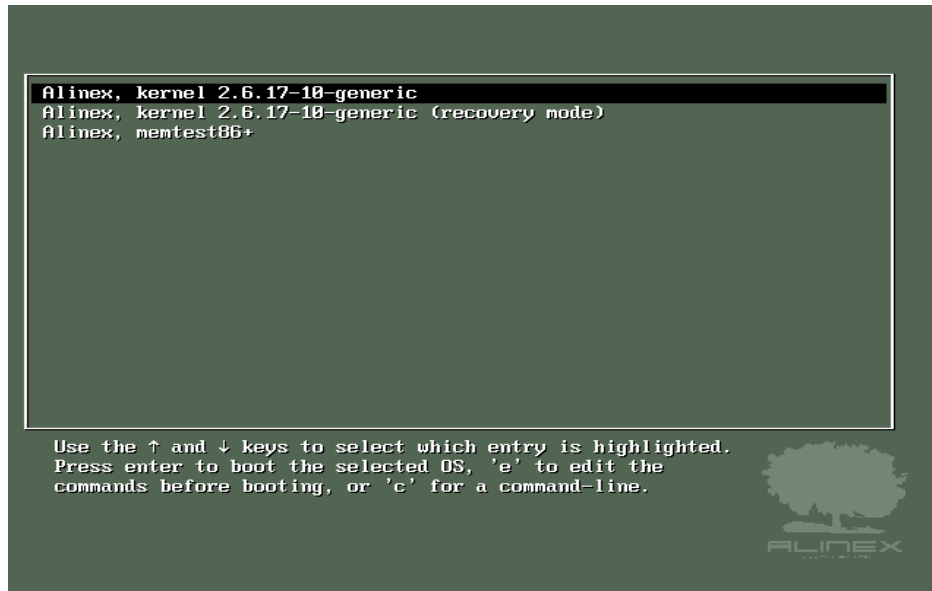 Alinex, kernel 2.6.17-10-generic
Alinex, kernel 2.6.17-10-generic (recovery mode)
Alinex, memtest86+
Use the ↑ and ↓ keys to select which entry is highlighted.
Press enter to boot the selected OS, 'e' to edit the
commands before booting, or 'c' for a command-line.
ALINEX